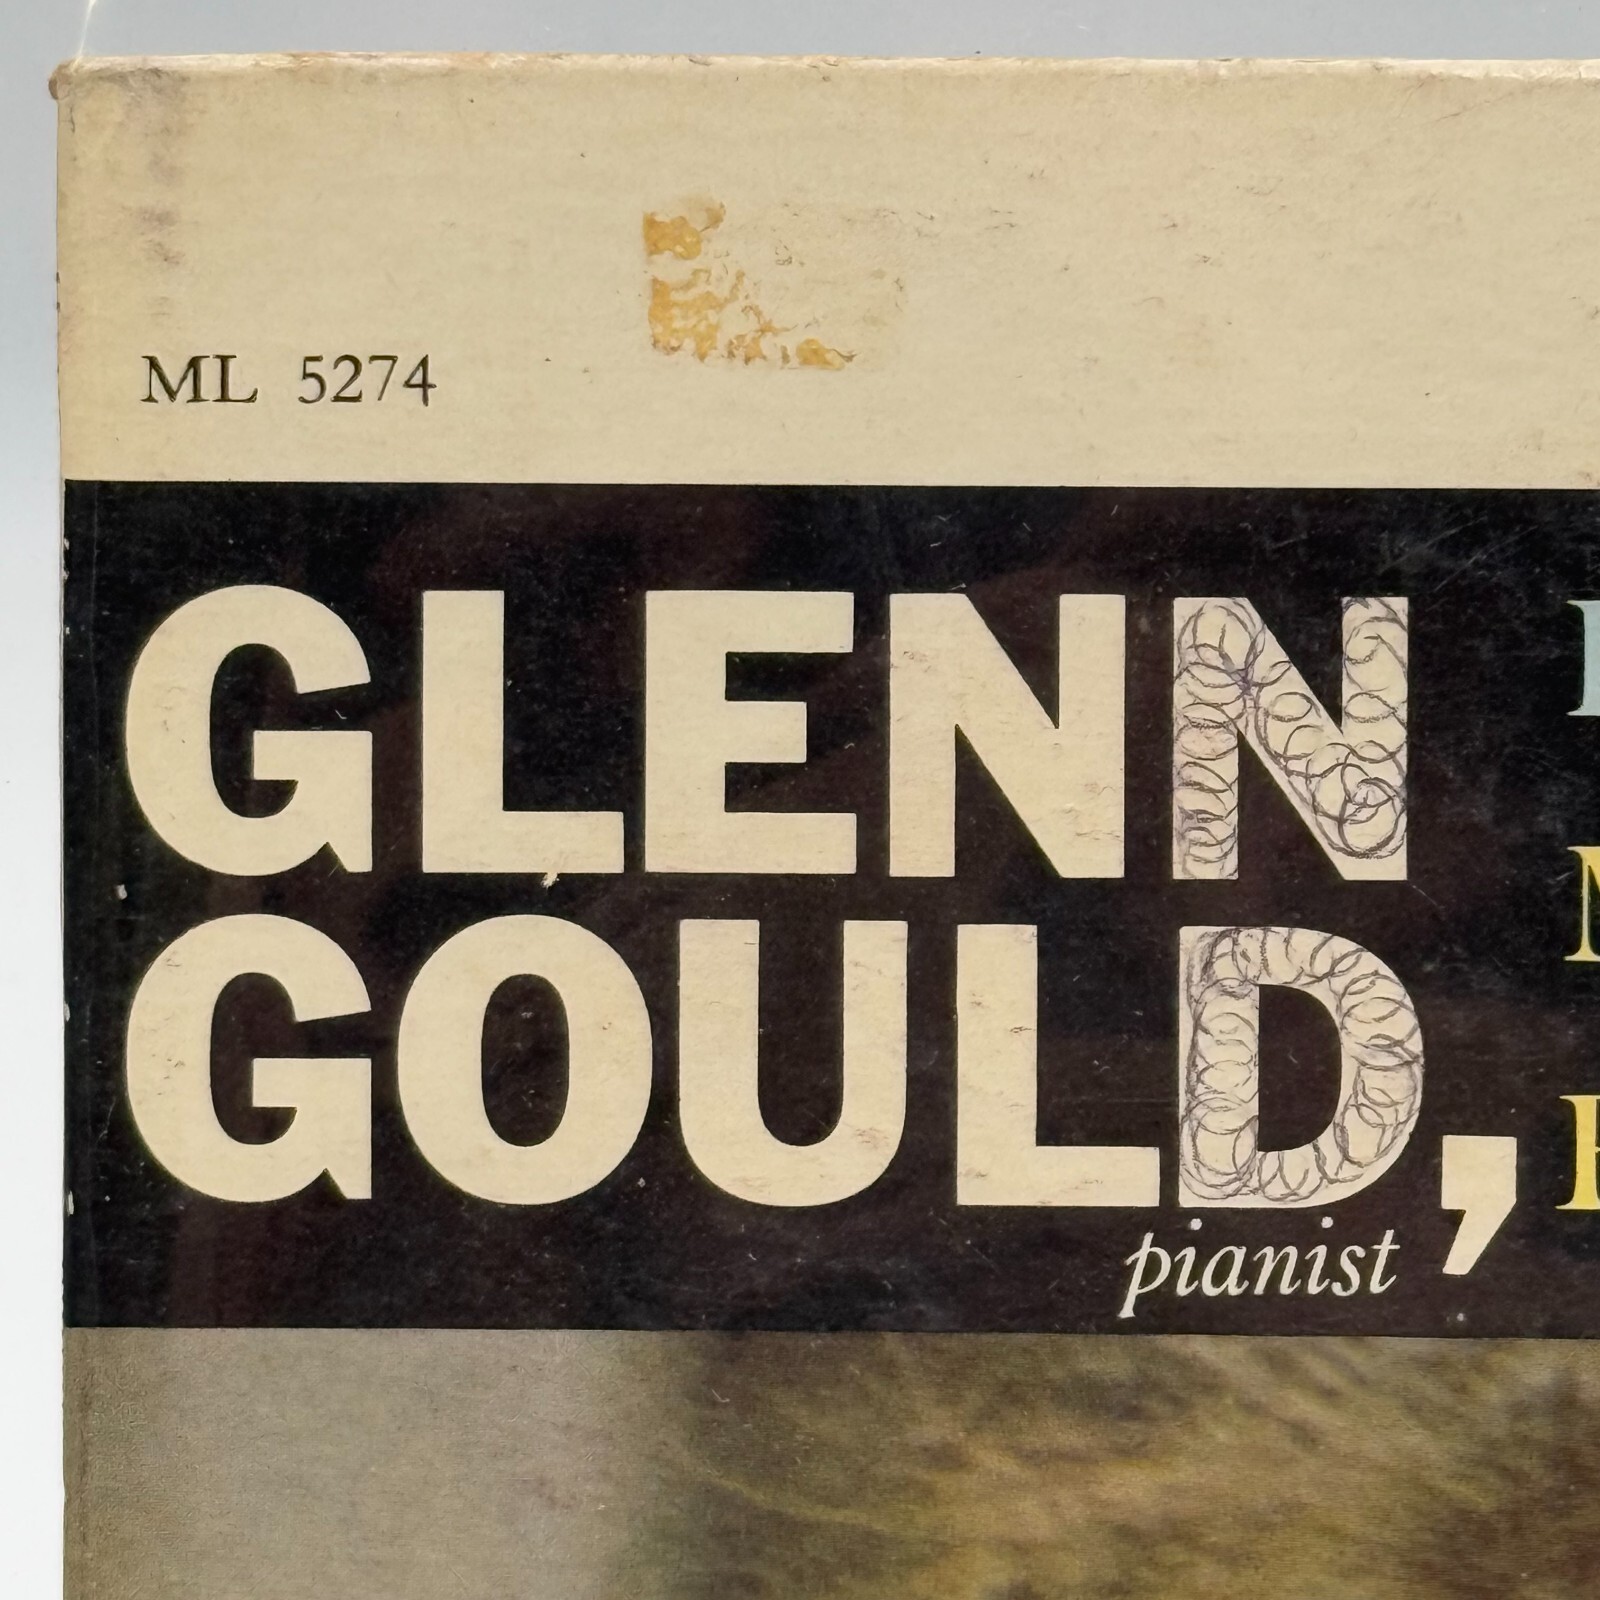 ML 5274
GLENN
GOULD,
pianist